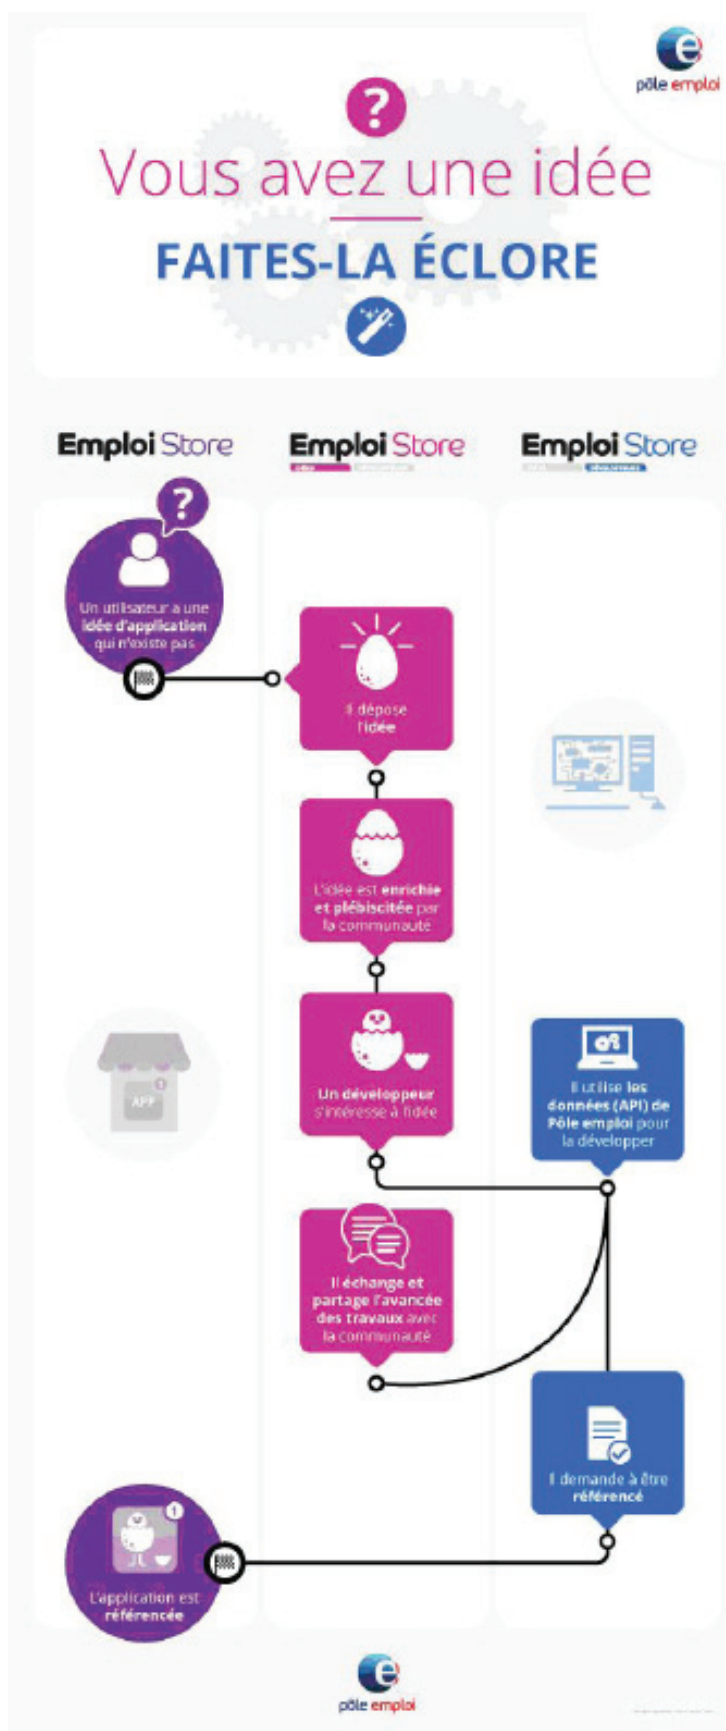 pôle emploi
?
Vous avez une idée
FAITES-LA ÉCLORE
Emploi Store
Emploi Store
Emploi Store
?
Un utilisateur a une
idée d'application
qui n'existe pas
Il dépose
l'idée
L'idée est enrichie
et plébiscitée par
la communauté
Un développeur
s'intéresse à l'idée
Il utilise les
données (API) de
Pôle emploi pour
la développer
APP
1
Il échange et
partage l'avancée
des travaux avec
la communauté
Il demande à être
référencé
1
L'application est
référencée
pôle emploi